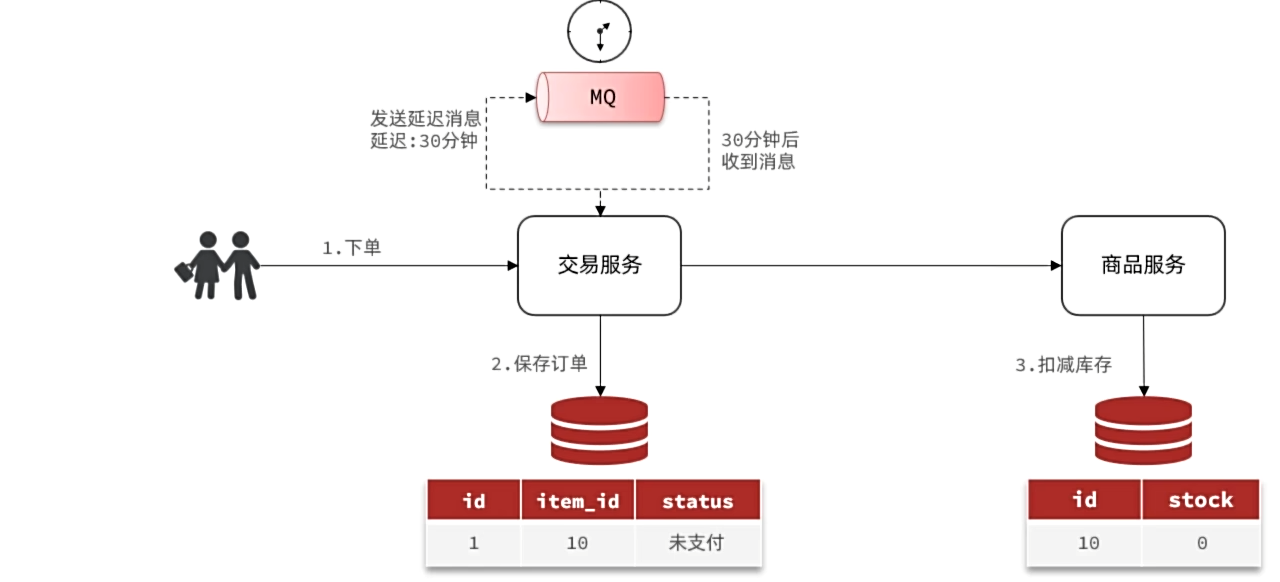 MQ
发送延迟消息
延迟:30分钟
30分钟后
收到消息
1.下单
交易服务
商品服务
2.保存订单
3.扣减库存
id item_id status
1 10 未支付
id stock
10 0